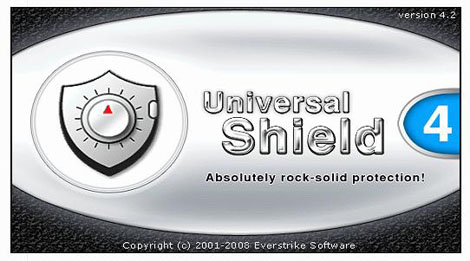 version 4.2
Universal
Shield
4
Absolutely rock-solid protection!
Copyright (c) 2001-2008 Everstrike Software